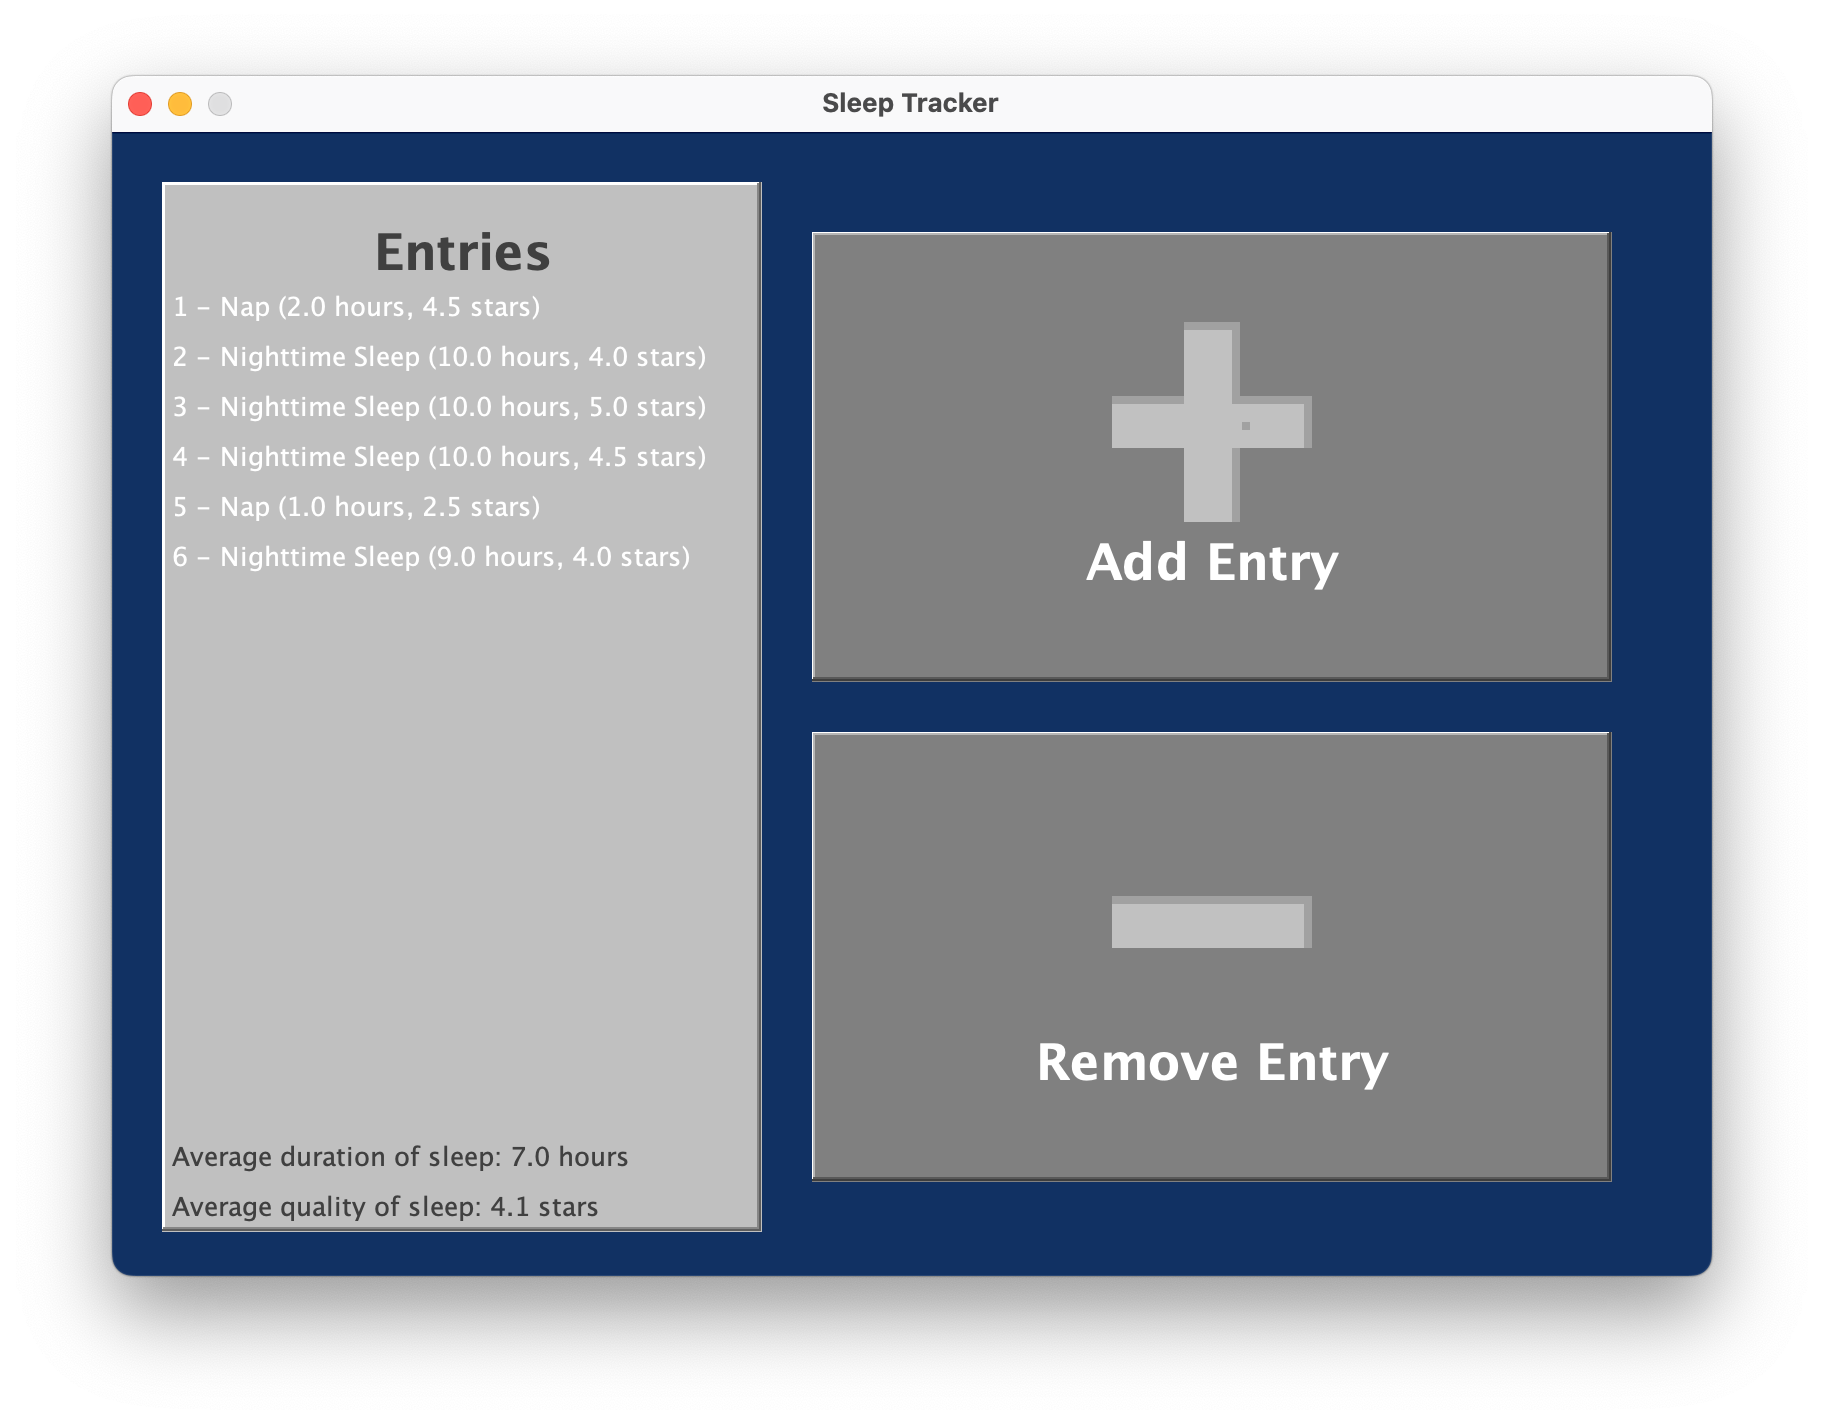 Sleep Tracker
Entries
1 – Nap (2.0 hours, 4.5 stars)
2 – Nighttime Sleep (10.0 hours, 4.0 stars)
3 – Nighttime Sleep (10.0 hours, 5.0 stars)
4 – Nighttime Sleep (10.0 hours, 4.5 stars)
5 – Nap (1.0 hours, 2.5 stars)
6 – Nighttime Sleep (9.0 hours, 4.0 stars)
Average duration of sleep: 7.0 hours
Average quality of sleep: 4.1 stars
Add Entry
Remove Entry